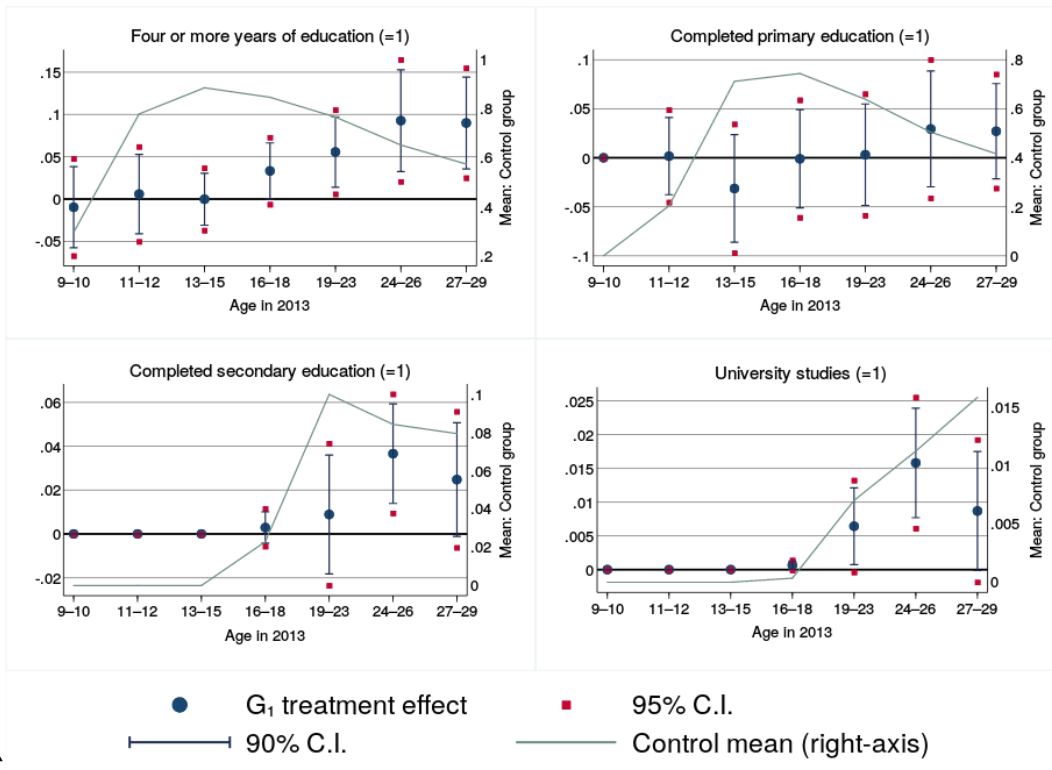 Four or more years of education (=1)
.15
.1
.05
0
-.05
1
.8
.6
.4
.2
Mean: Control group
9–10 11–12 13–15 16–18 19–23 24–26 27–29
Age in 2013
Completed primary education (=1)
.1
.05
0
-.05
-.1
.8
.6
.4
.2
0
Mean: Control group
9–10 11–12 13–15 16–18 19–23 24–26 27–29
Age in 2013
Completed secondary education (=1)
.06
.04
.02
0
-.02
.1
.08
.06
.04
.02
0
Mean: Control group
9–10 11–12 13–15 16–18 19–23 24–26 27–29
Age in 2013
University studies (=1)
.025
.02
.015
.01
.005
0
.015
.01
.005
0
Mean: Control group
9–10 11–12 13–15 16–18 19–23 24–26 27–29
Age in 2013
G₁ treatment effect
95% C.I.
90% C.I.
Control mean (right-axis)